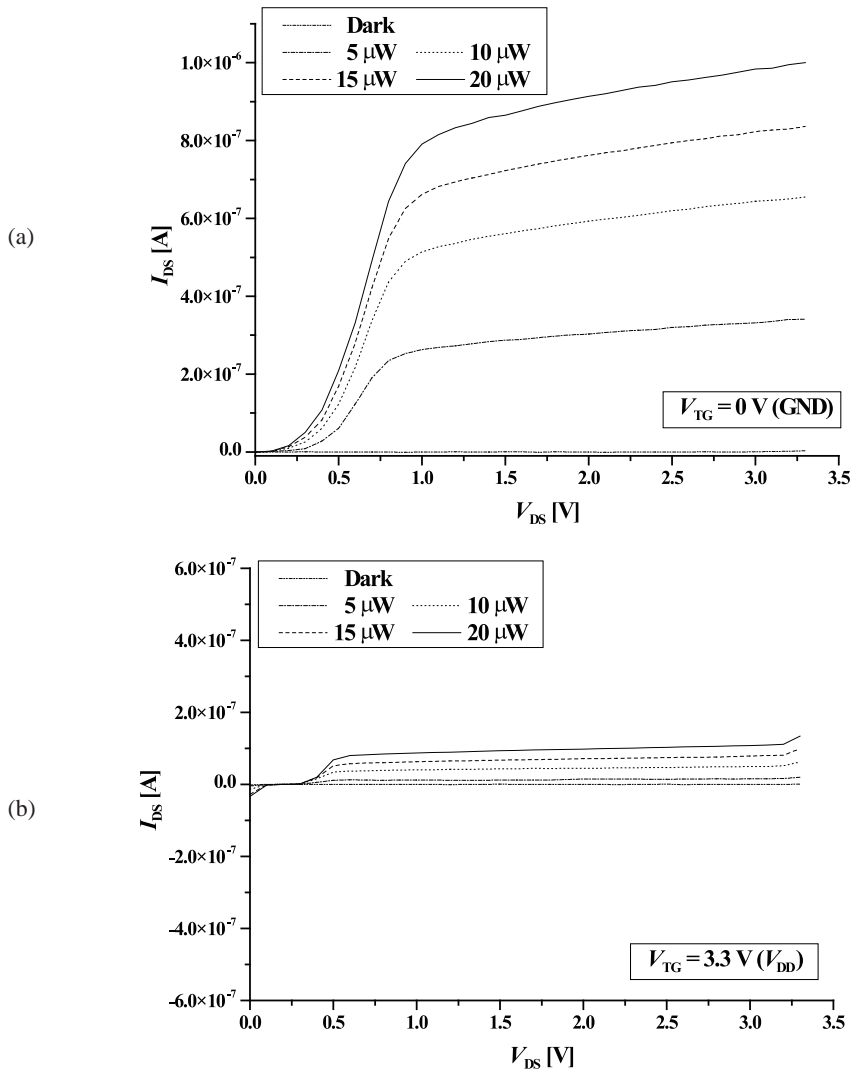 (a)
Dark
5 μW 10 μW
15 μW 20 μW
1.0×10⁻⁶
8.0×10⁻⁷
6.0×10⁻⁷
4.0×10⁻⁷
2.0×10⁻⁷
0.0
I_DS [A]
V_TG = 0 V (GND)
0.0 0.5 1.0 1.5 2.0 2.5 3.0 3.5
V_DS [V]
(b)
Dark
5 μW 10 μW
15 μW 20 μW
6.0×10⁻⁷
4.0×10⁻⁷
2.0×10⁻⁷
0.0
-2.0×10⁻⁷
-4.0×10⁻⁷
-6.0×10⁻⁷
I_DS [A]
V_TG = 3.3 V (V_DD)
0.0 0.5 1.0 1.5 2.0 2.5 3.0 3.5
V_DS [V]